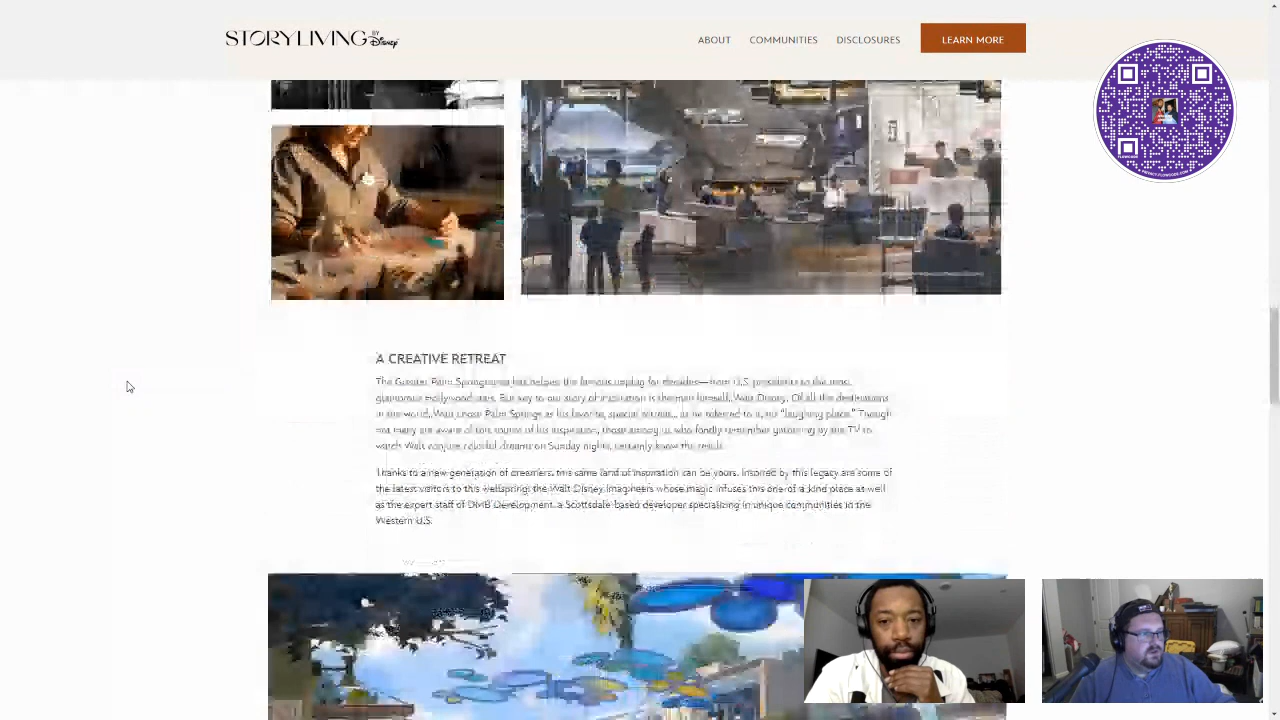 STORYLIVING BY Disney
ABOUT COMMUNITIES DISCLOSURES LEARN MORE
A CREATIVE RETREAT
The Greater Palm Springs has helped the famous unplug for decades—from U.S. presidents to the most
glamorous Hollywood stars. But key to our story of inspiration is the man himself, Walt Disney. Of all the destinations
in the world, Walt chose Palm Springs as his favorite, special retreat... as he referred to it, his "laughing place." Though
not many are aware of this source of his inspiration, those among us who fondly remember gathering by the TV to
watch Walt conjure colorful dreams on Sunday nights, certainly know the result.
Thanks to a new generation of dreamers, this same land of inspiration can be yours. Inspired by this legacy are some of
the latest visitors to this wellspring: the Walt Disney Imagineers whose magic infuses this one of a kind place as well
as the expert staff of DMB Development, a Scottsdale-based developer specializing in unique communities in the
Western U.S.